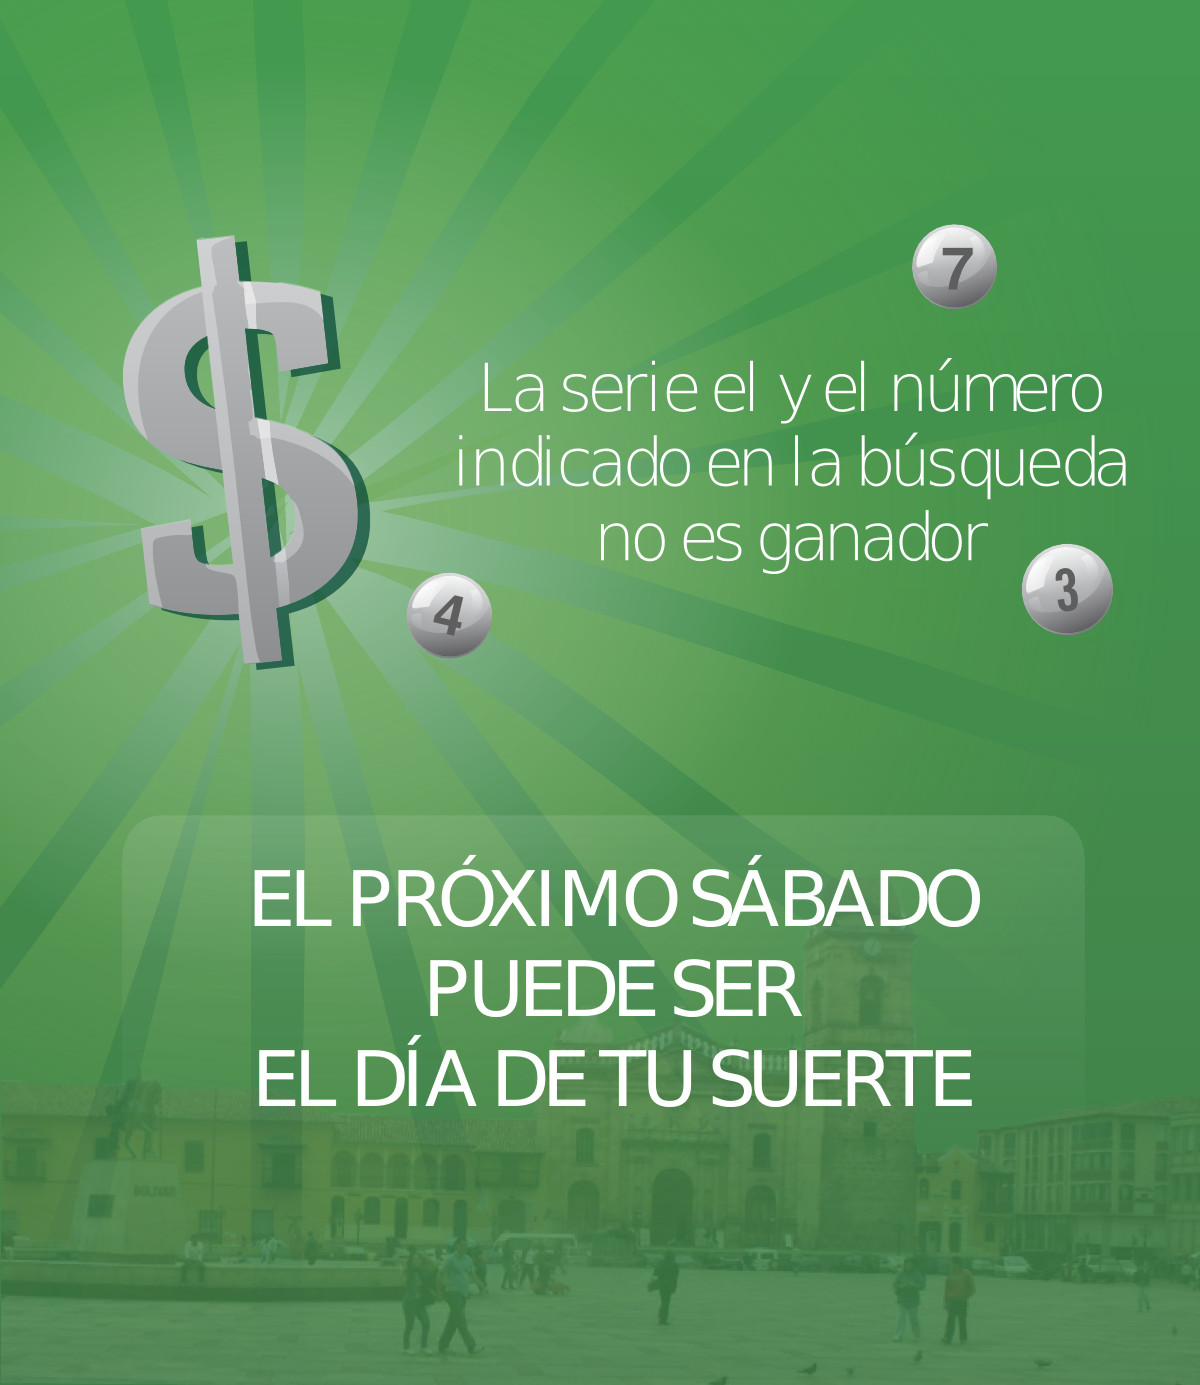 7
La serie el y el número
indicado en la búsqueda
no es ganador
3
4
EL PRÓXIMO SÁBADO
PUEDE SER
EL DÍA DE TU SUERTE
BOLIVAR